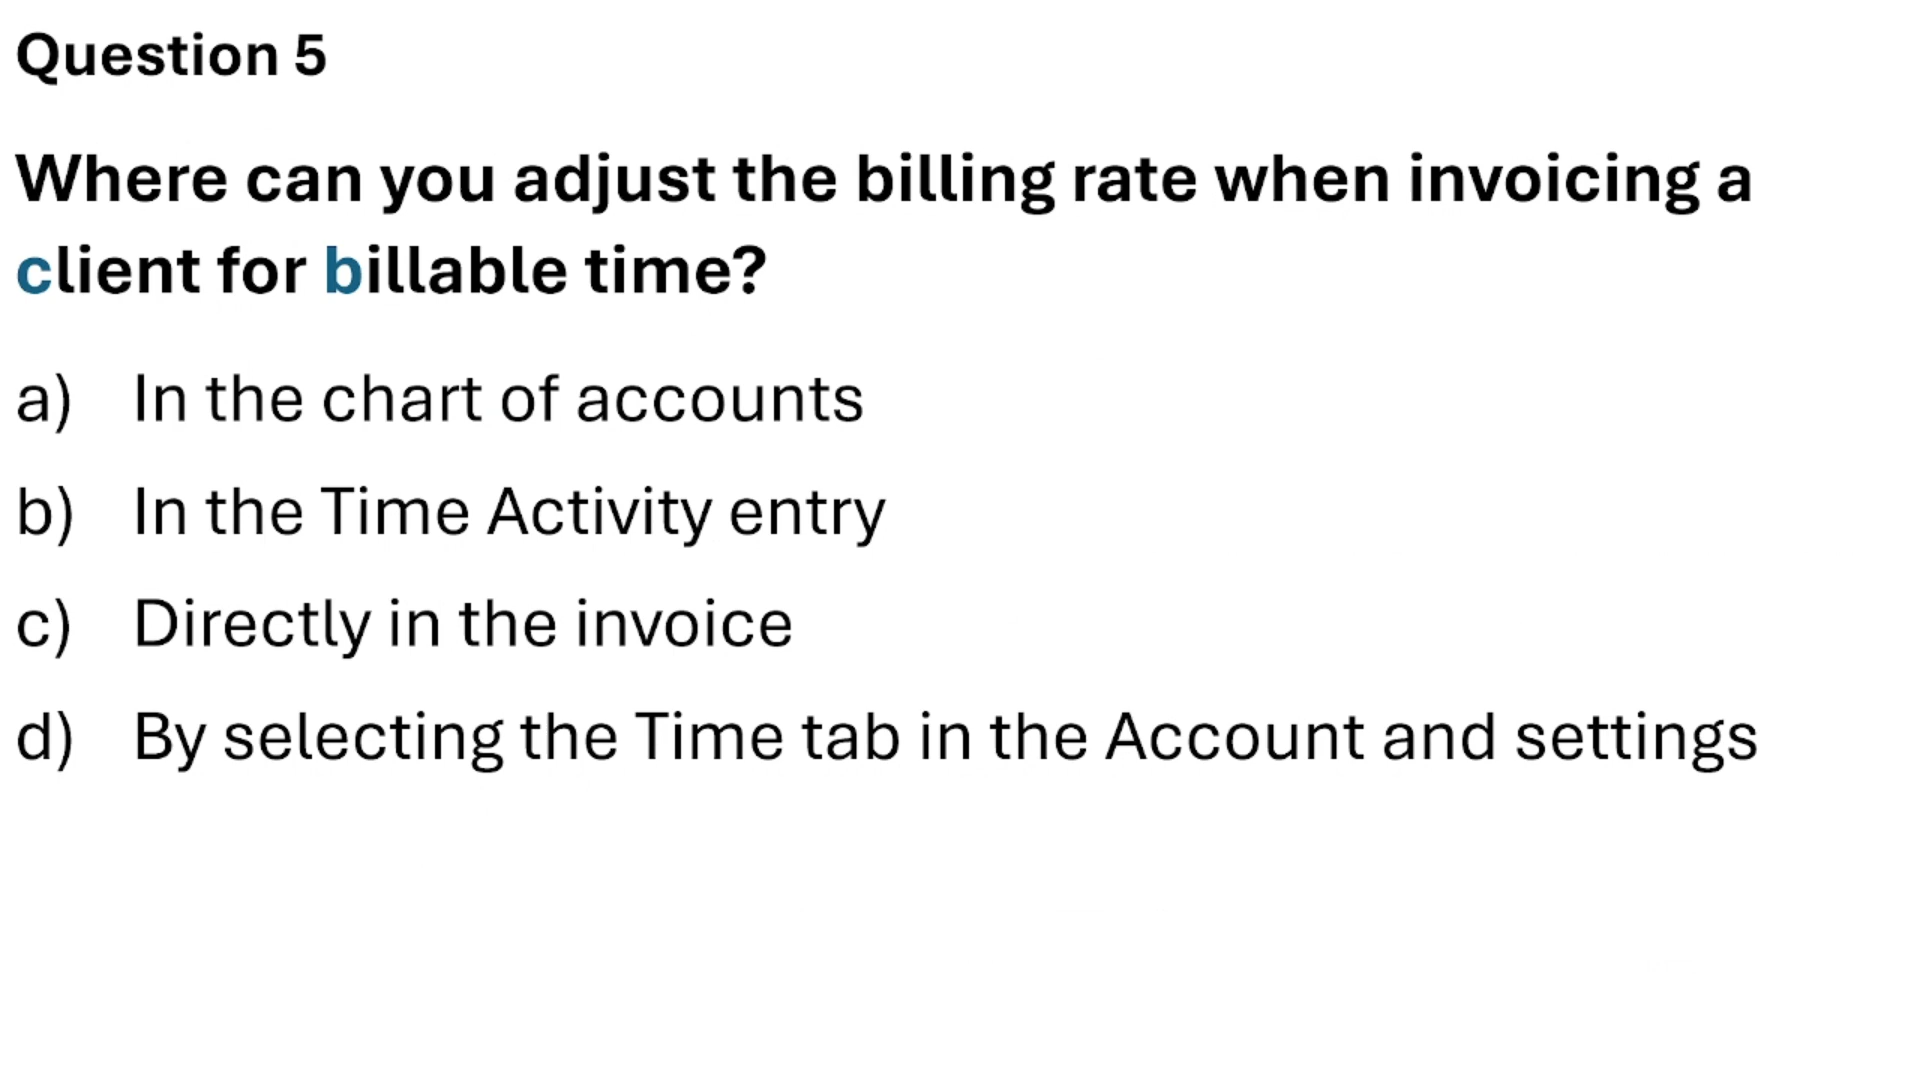 Question 5
Where can you adjust the billing rate when invoicing a
client for billable time?
a) In the chart of accounts
b) In the Time Activity entry
c) Directly in the invoice
d) By selecting the Time tab in the Account and settings